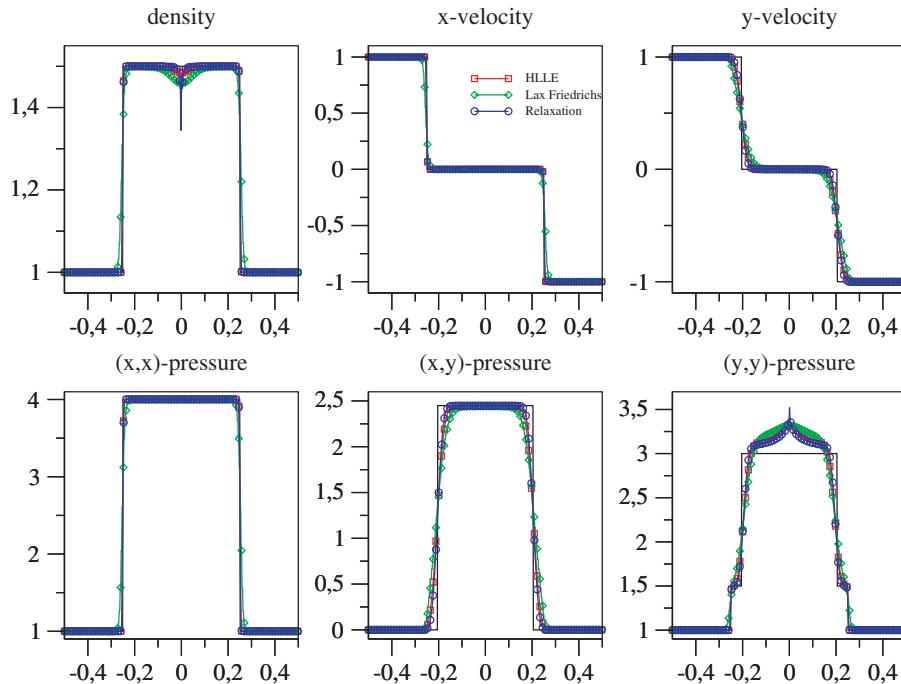 density
x-velocity
y-velocity
1,4
1,2
1
-0,4 -0,2 0 0,2 0,4
1
0,5
0
-0,5
-1
HLLE
Lax Friedrichs
Relaxation
-0,4 -0,2 0 0,2 0,4
1
0
-1
-0,4 -0,2 0 0,2 0,4
(x,x)-pressure
(x,y)-pressure
(y,y)-pressure
4
3
2
1
-0,4 -0,2 0 0,2 0,4
2,5
2
1,5
1
0,5
0
-0,4 -0,2 0 0,2 0,4
3,5
3
2,5
2
1,5
1
-0,4 -0,2 0 0,2 0,4